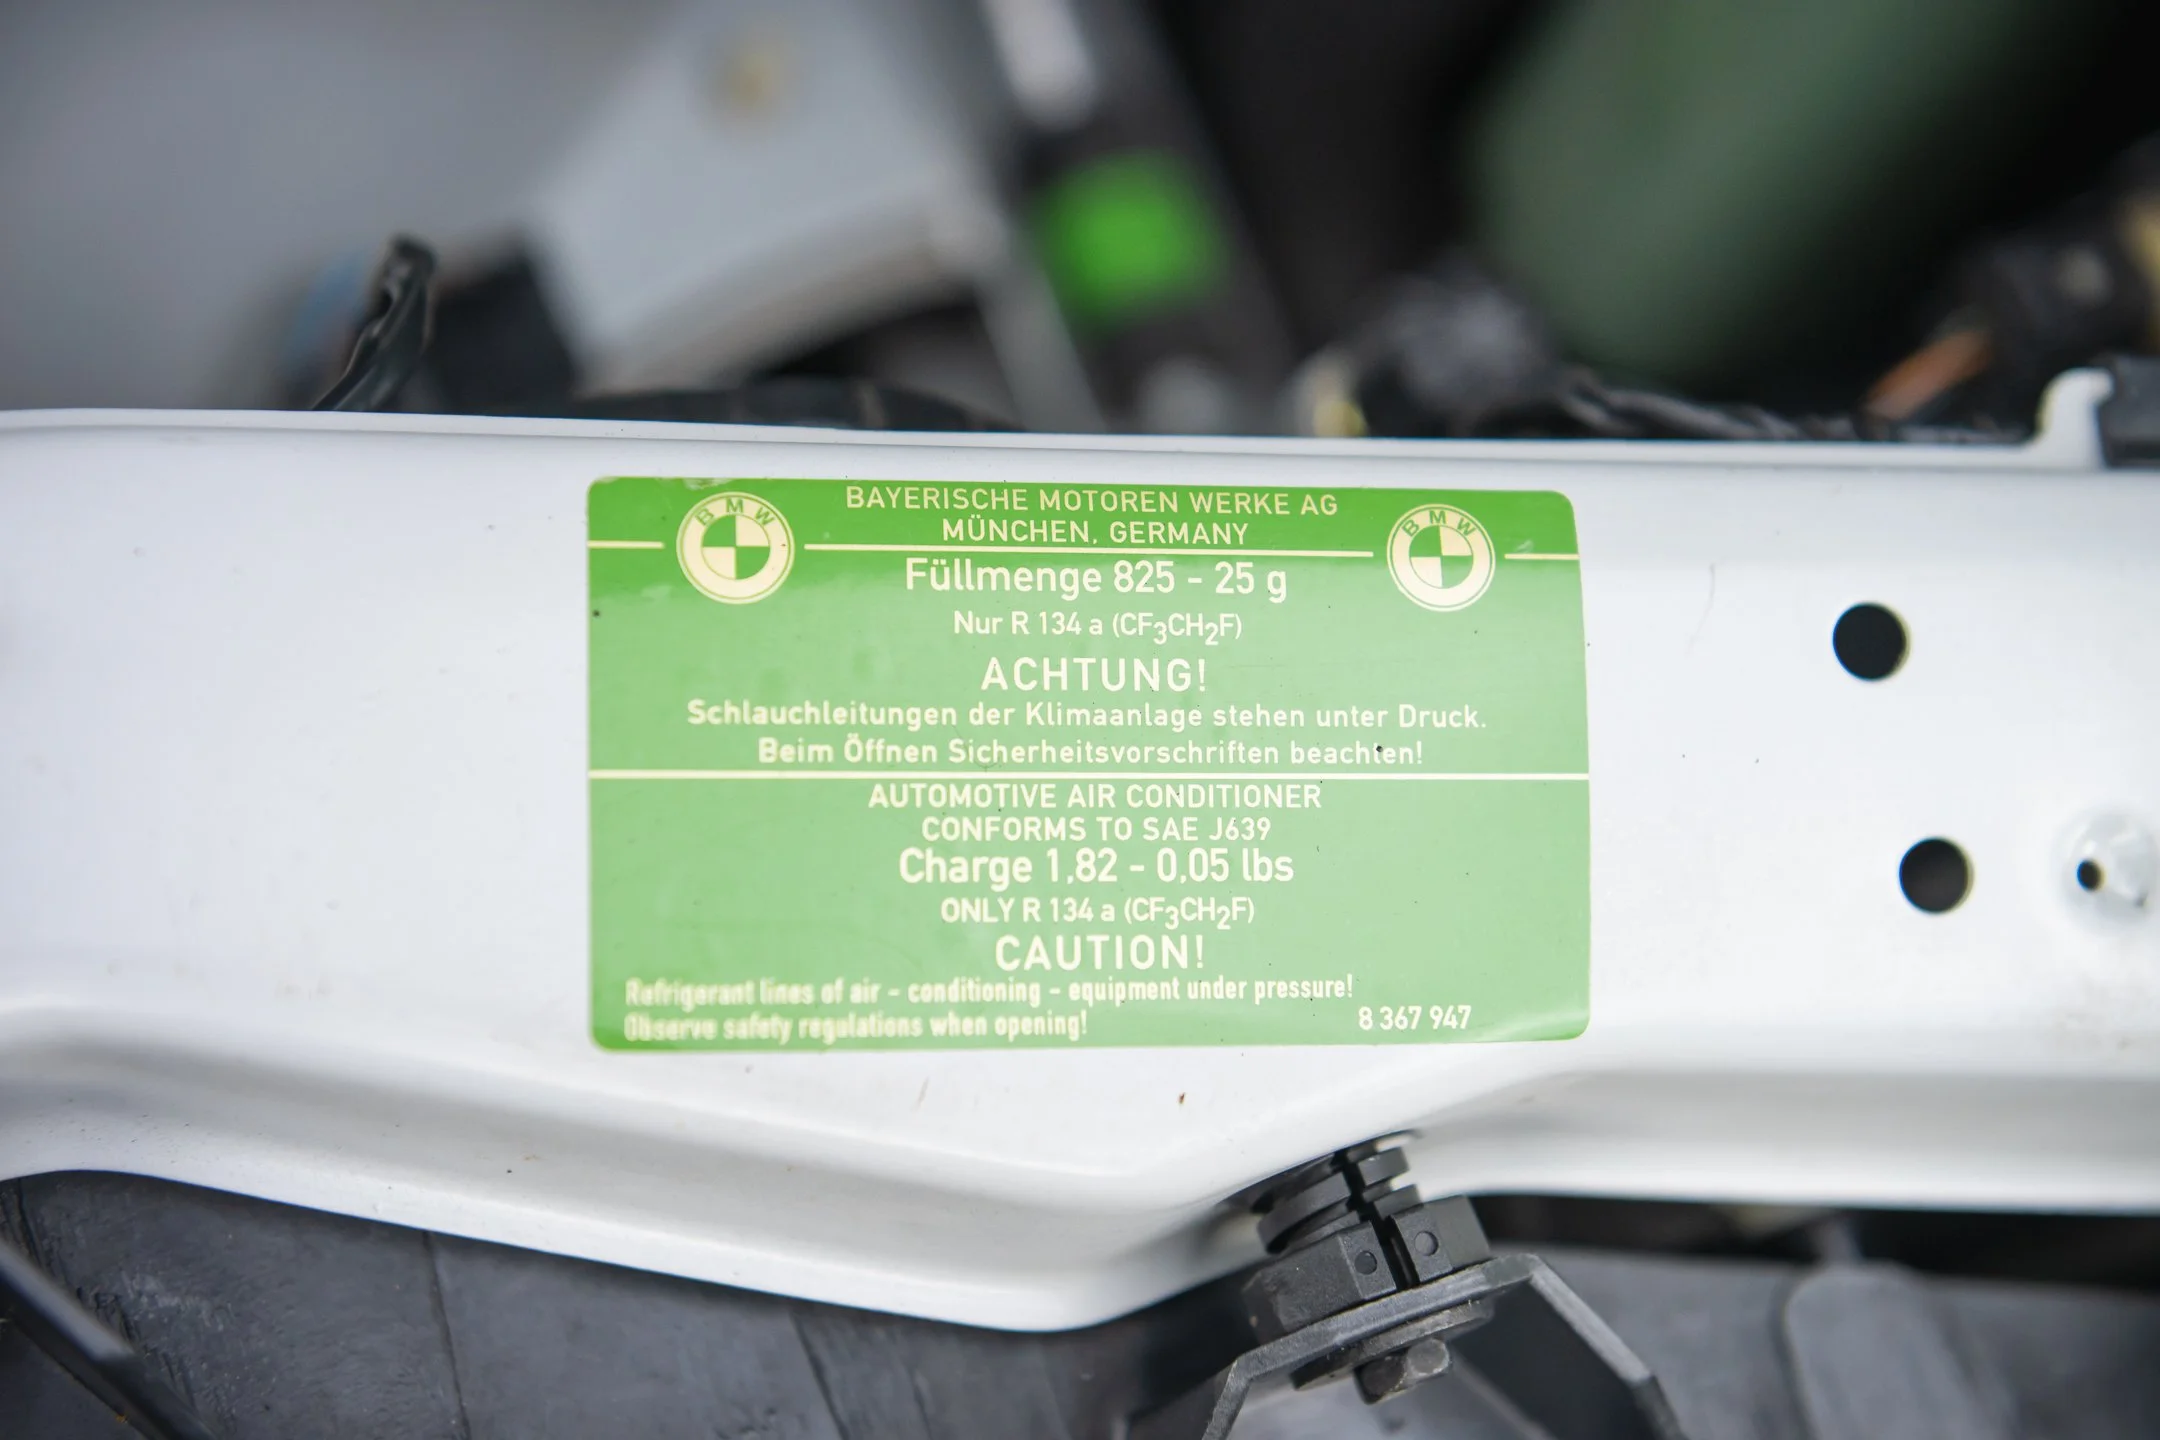 BMW
BAYERISCHE MOTOREN WERKE AG
MÜNCHEN, GERMANY
BMW
Füllmenge 825 - 25 g
Nur R 134 a (CF₃CH₂F)
ACHTUNG!
Schlauchleitungen der Klimaanlage stehen unter Druck.
Beim Öffnen Sicherheitsvorschriften beachten!
AUTOMOTIVE AIR CONDITIONER
CONFORMS TO SAE J639
Charge 1,82 - 0,05 lbs
ONLY R 134 a (CF₃CH₂F)
CAUTION!
Refrigerant lines of air - conditioning - equipment under pressure!
Observe safety regulations when opening!
8 367 947